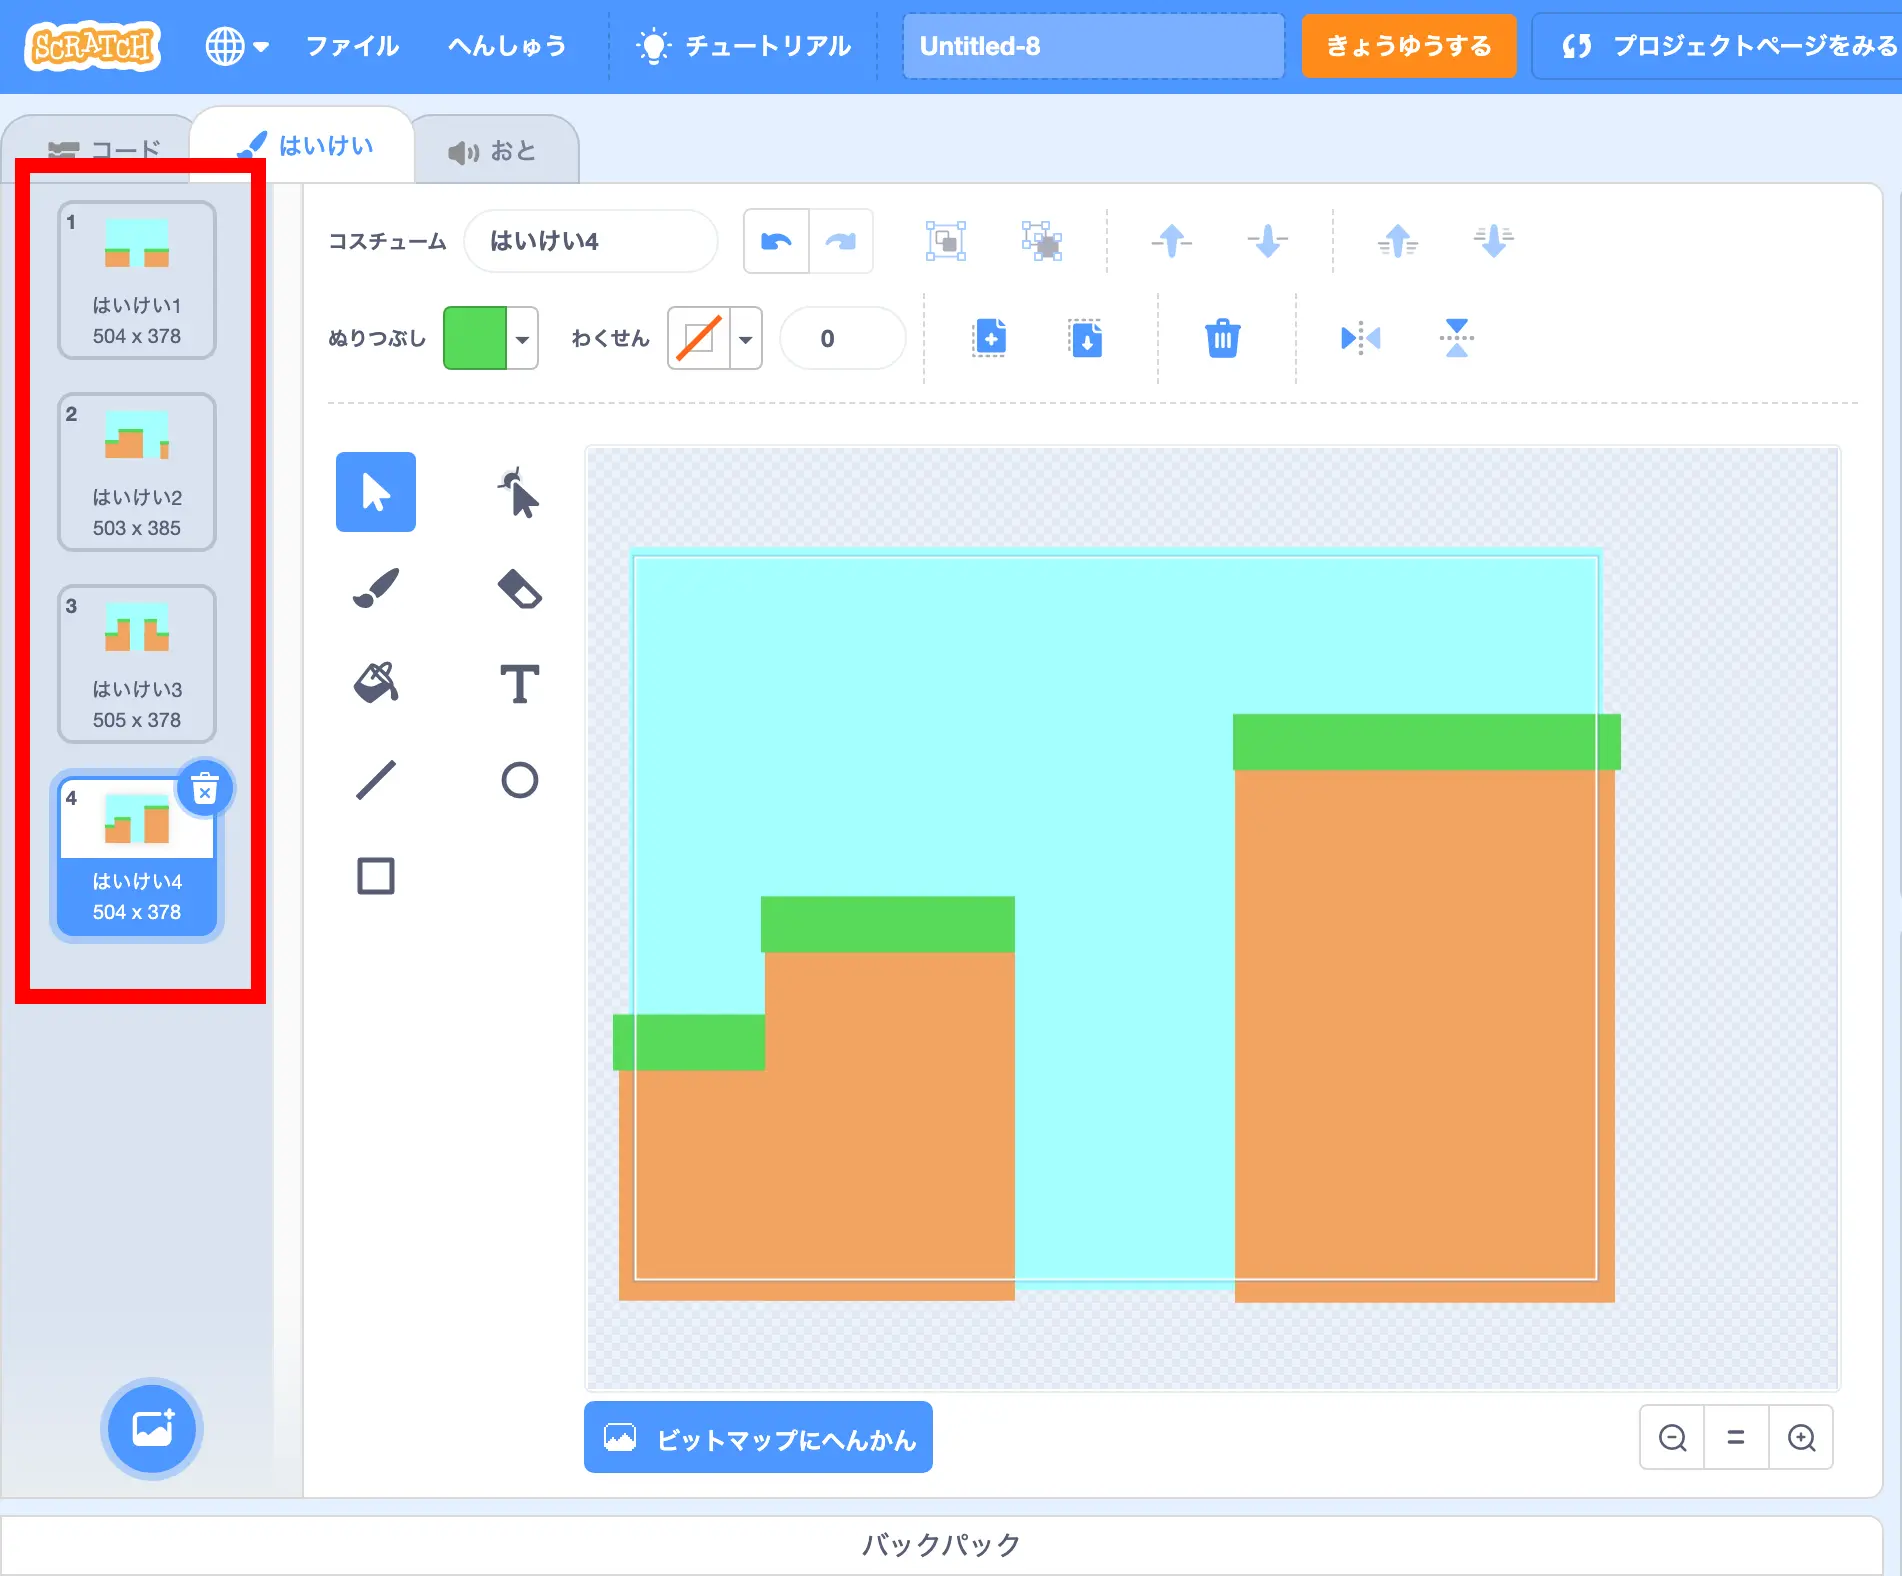 SCRATCH ファイル へんしゅう チュートリアル Untitled-8 きょうゆうする プロジェクトページをみる
コード はいけい おと
1
はいけい1
504 x 378
2
はいけい2
503 x 385
3
はいけい3
505 x 378
4
はいけい4
504 x 378
コスチューム はいけい4
ぬりつぶし わくせん 0
T
ビットマップにへんかん
=
バックパック